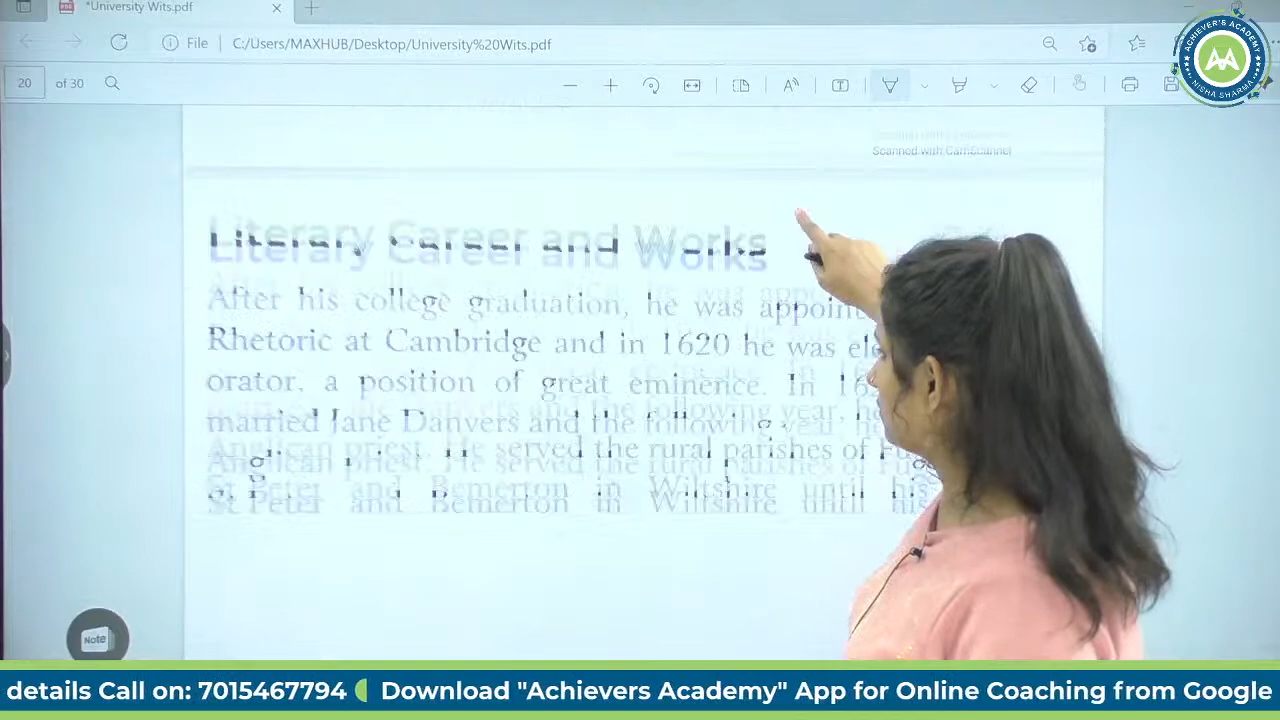 *University Wits.pdf
File C:/Users/MAXHUB/Desktop/University%20Wits.pdf
20 of 30
ACHIEVER'S ACADEMY
NISHA SHARMA
Scanned with CamScanner
Literary Career and Works
After his college graduation, he was appoin
Rhetoric at Cambridge and in 1620 he was ele
orator, a position of great eminence. In 16
married Jane Danvers and the following year, he
Anglican priest. He served the rural parishes of Fug
St Peter and Bemerton in Wiltshire until his
Note
details Call on: 7015467794 Download "Achievers Academy" App for Online Coaching from Google